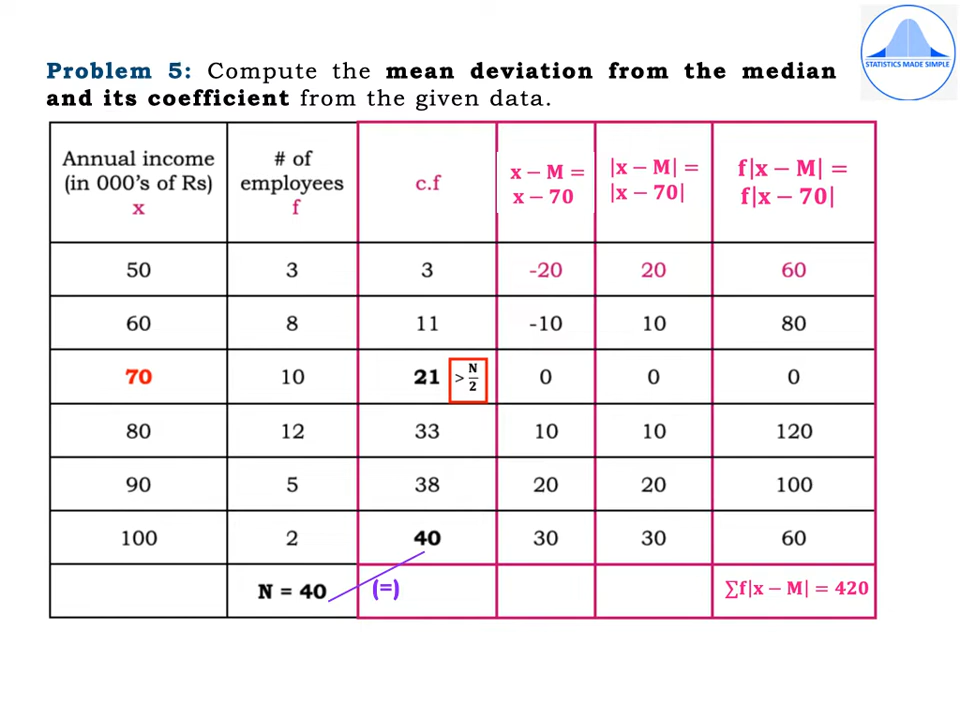 STATISTICS MADE SIMPLE
Problem 5: Compute the mean deviation from the median
and its coefficient from the given data.
Annual income (in 000's of Rs) x | # of employees f | c.f | x − M = x − 70 | |x − M| = |x − 70| | f|x − M| = f|x − 70|
50 | 3 | 3 | -20 | 20 | 60
60 | 8 | 11 | -10 | 10 | 80
70 | 10 | 21 > N/2 | 0 | 0 | 0
80 | 12 | 33 | 10 | 10 | 120
90 | 5 | 38 | 20 | 20 | 100
100 | 2 | 40 | 30 | 30 | 60
N = 40 (=) ∑f|x − M| = 420